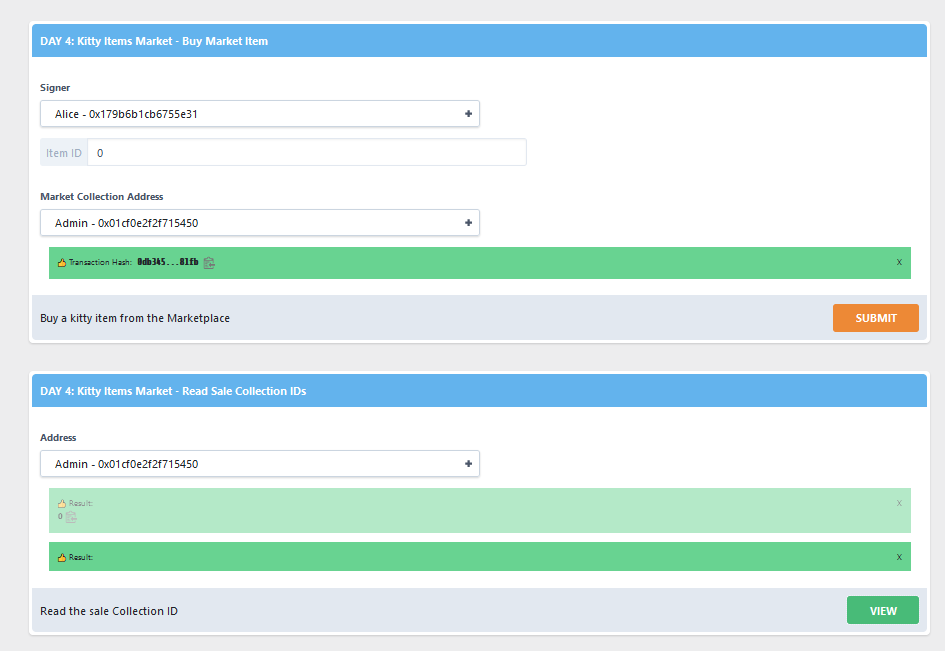 DAY 4: Kitty Items Market - Buy Market Item
Signer
Alice - 0x179b6b1cb6755e31
Item ID 0
Market Collection Address
Admin - 0x01cf0e2f2f715450
Transaction Hash: 0db345...81fb X
Buy a kitty item from the Marketplace SUBMIT
DAY 4: Kitty Items Market - Read Sale Collection IDs
Address
Admin - 0x01cf0e2f2f715450
Result: X
0
Result: X
Read the sale Collection ID VIEW